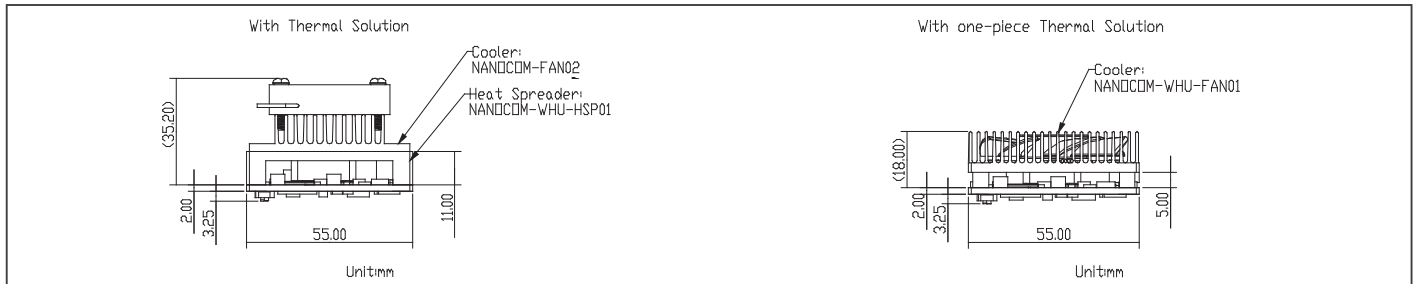 With Thermal Solution
Cooler:
NANOCOM-FAN02
Heat Spreader:
NANOCOM-WHU-HSP01
(35.20)
2.00
3.25
11.00
55.00
Unit:mm
With one-piece Thermal Solution
Cooler:
NANOCOM-WHU-FAN01
(18.00)
2.00
3.25
5.00
55.00
Unit:mm